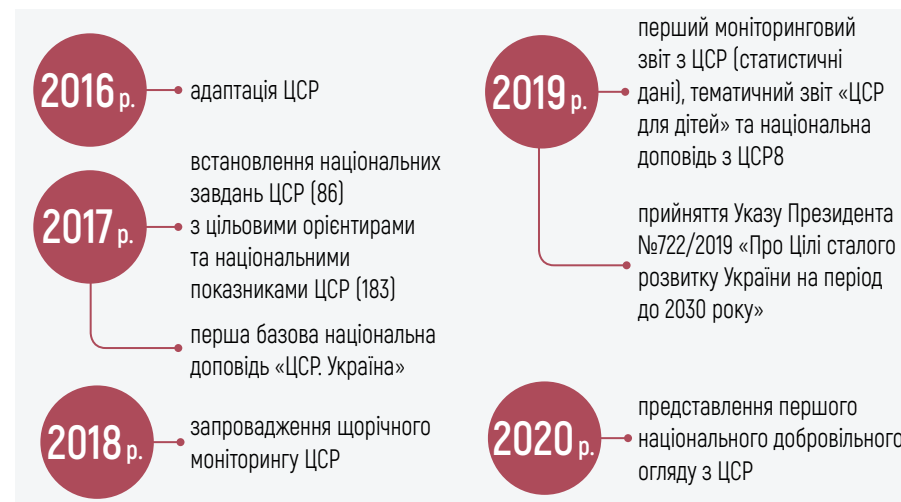 2016 р.
адаптація ЦСР
2017 р.
встановлення національних
завдань ЦСР (86)
з цільовими орієнтирами
та національними
показниками ЦСР (183)
перша базова національна
доповідь «ЦСР. Україна»
2018 р.
запровадження щорічного
моніторингу ЦСР
2019 р.
перший моніторинговий
звіт з ЦСР (статистичні
дані), тематичний звіт «ЦСР
для дітей» та національна
доповідь з ЦСР8
прийняття Указу Президента
№722/2019 «Про Цілі сталого
розвитку України на період
до 2030 року»
2020 р.
представлення першого
національного добровільного
огляду з ЦСР